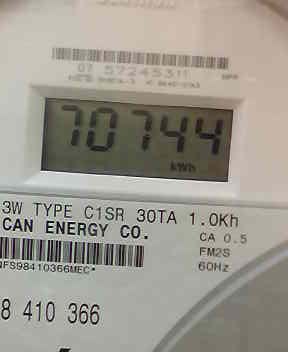 07 57245311
70744
kWh
3W TYPE C1SR 30TA 1.0Kh
CAN ENERGY CO.
CA 0.5
FM2S
60Hz
NFS98410366MEC*
8 410 366